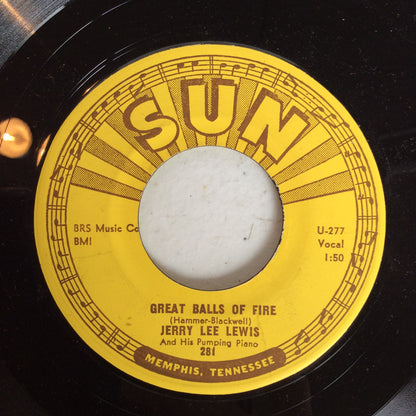 SUN
BRS Music Co
BMI
U-277
Vocal
1:50
GREAT BALLS OF FIRE
(Hammer-Blackwell)
JERRY LEE LEWIS
And His Pumping Piano
281
MEMPHIS, TENNESSEE